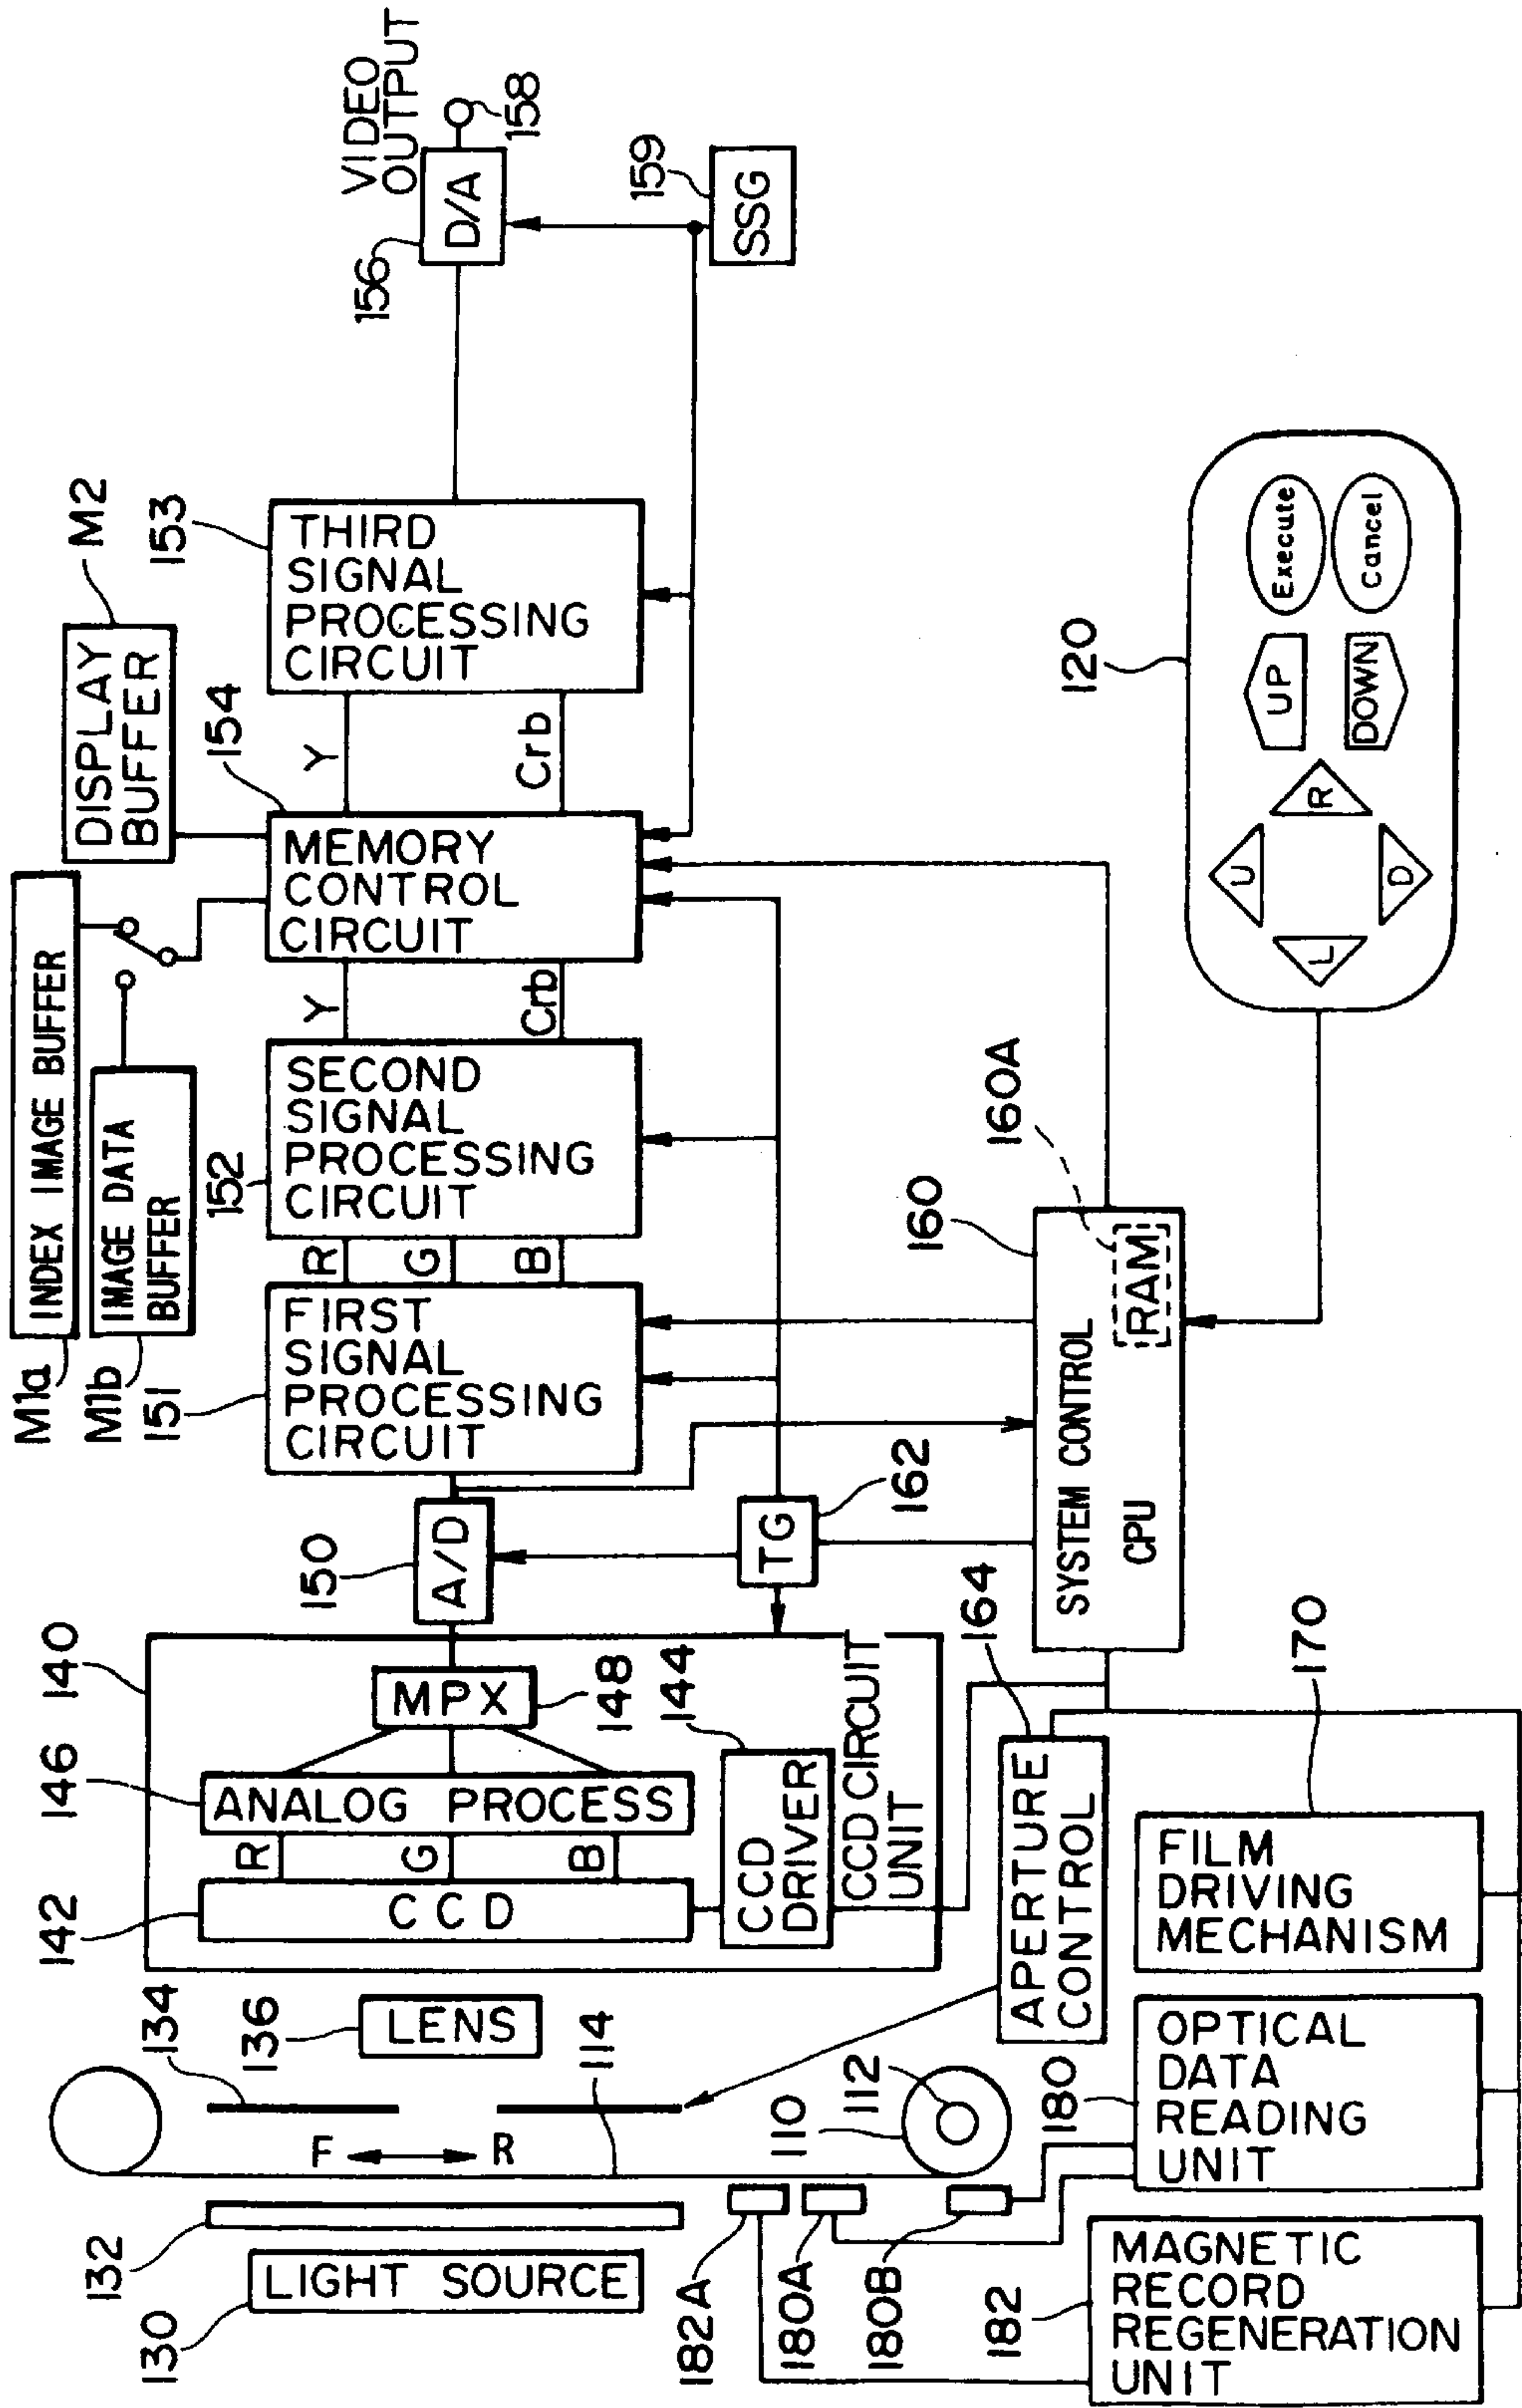 M1a
INDEX IMAGE BUFFER
M1b
IMAGE DATA
BUFFER
DISPLAY
BUFFER
M2
130
LIGHT SOURCE
132
134
136
LENS
F
R
114
110
112
182A
180A
180B
140
142
CCD
R
G
B
146
ANALOG PROCESS
MPX
148
144
CCD
DRIVER
CCD CIRCUIT
UNIT
150
A/D
151
FIRST
SIGNAL
PROCESSING
CIRCUIT
R
G
B
152
SECOND
SIGNAL
PROCESSING
CIRCUIT
Y
Crb
154
MEMORY
CONTROL
CIRCUIT
Y
Crb
153
THIRD
SIGNAL
PROCESSING
CIRCUIT
156
D/A
VIDEO
OUTPUT
158
159
SSG
TG
162
160
SYSTEM CONTROL
CPU
160A
RAM
164
APERTURE
CONTROL
170
FILM
DRIVING
MECHANISM
180
OPTICAL
DATA
READING
UNIT
182
MAGNETIC
RECORD
REGENERATION
UNIT
120
L
U
D
R
UP
DOWN
Execute
Cancel